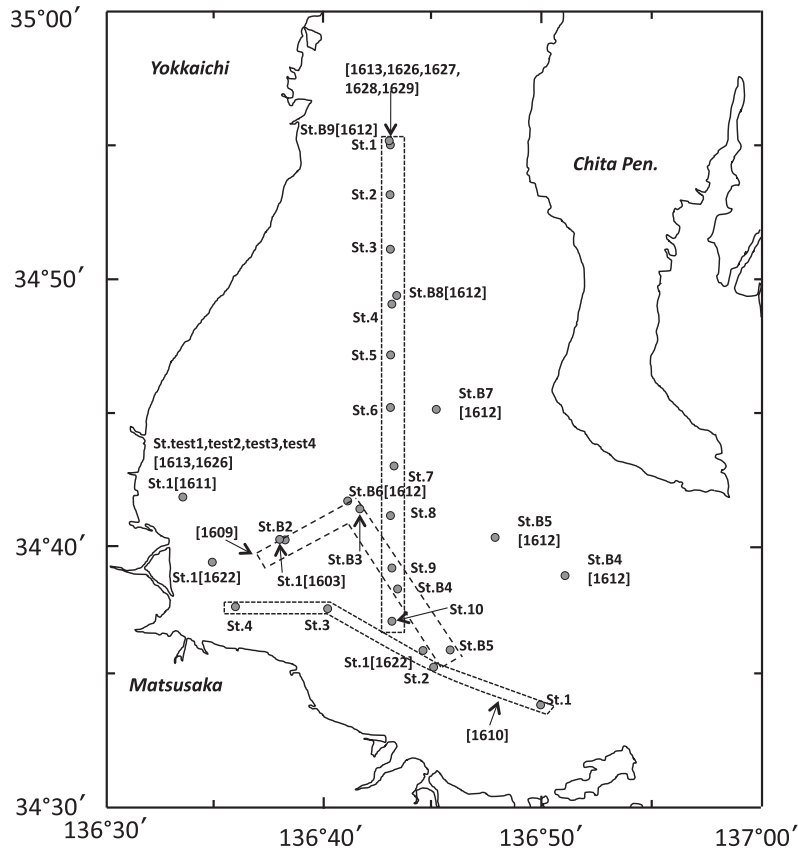 35°00′
Yokkaichi
[1613,1626,1627,
1628,1629]
St.B9[1612]
St.1
Chita Pen.
St.2
St.3
34°50′
St.B8[1612]
St.4
St.5
St.B7
[1612]
St.6
St.test1,test2,test3,test4
[1613,1626]
St.1[1611]
St.7
St.B6[1612]
St.8
[1609]
St.B2
St.B5
[1612]
34°40′
St.B3
St.B4
[1612]
St.9
St.1[1622]
St.1[1603]
St.B4
St.10
St.4
St.3
St.B5
St.1[1622]
St.2
Matsusaka
St.1
[1610]
34°30′
136°30′
136°40′
136°50′
137°00′